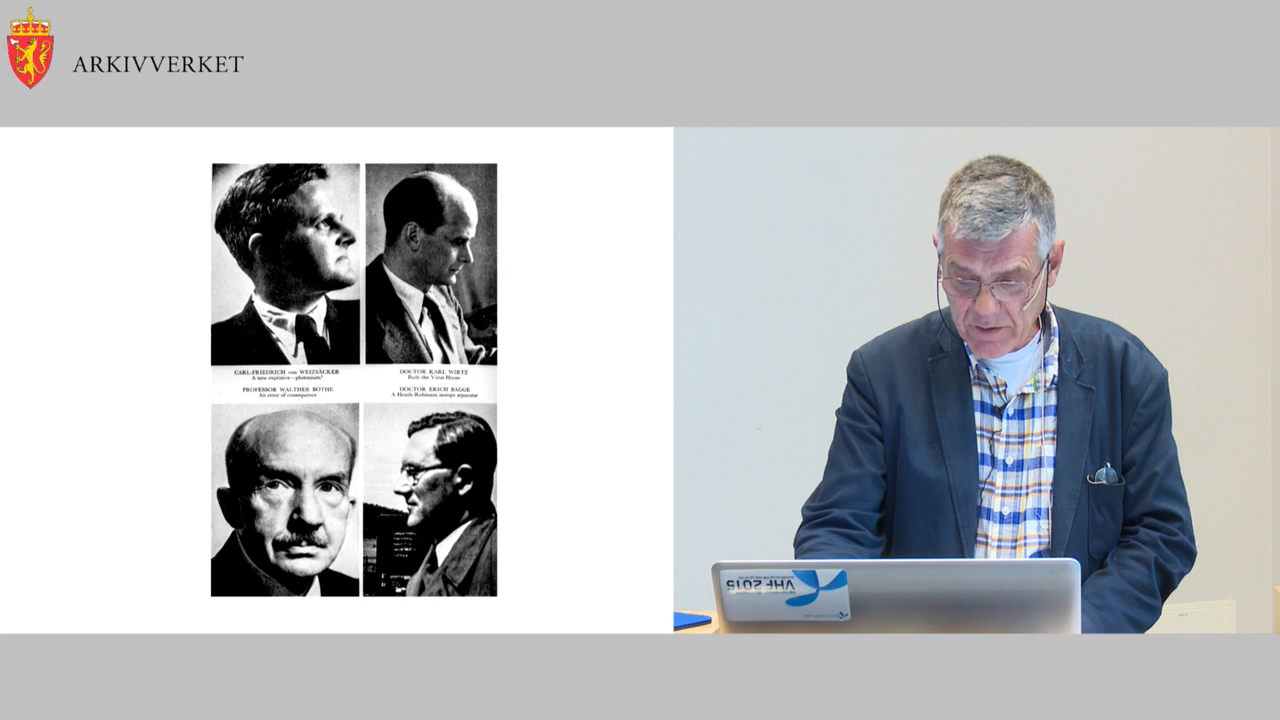 ARKIVVERKET
CARL-FRIEDRICH von WEIZSÄCKER
A new explosive—plutonium?
DOCTOR KARL WIRTZ
Built the Virus House
PROFESSOR WALTHER BOTHE
An error of consequence
DOCTOR ERICH BAGGE
A Heath-Robinson isotope separator
VHF 2015